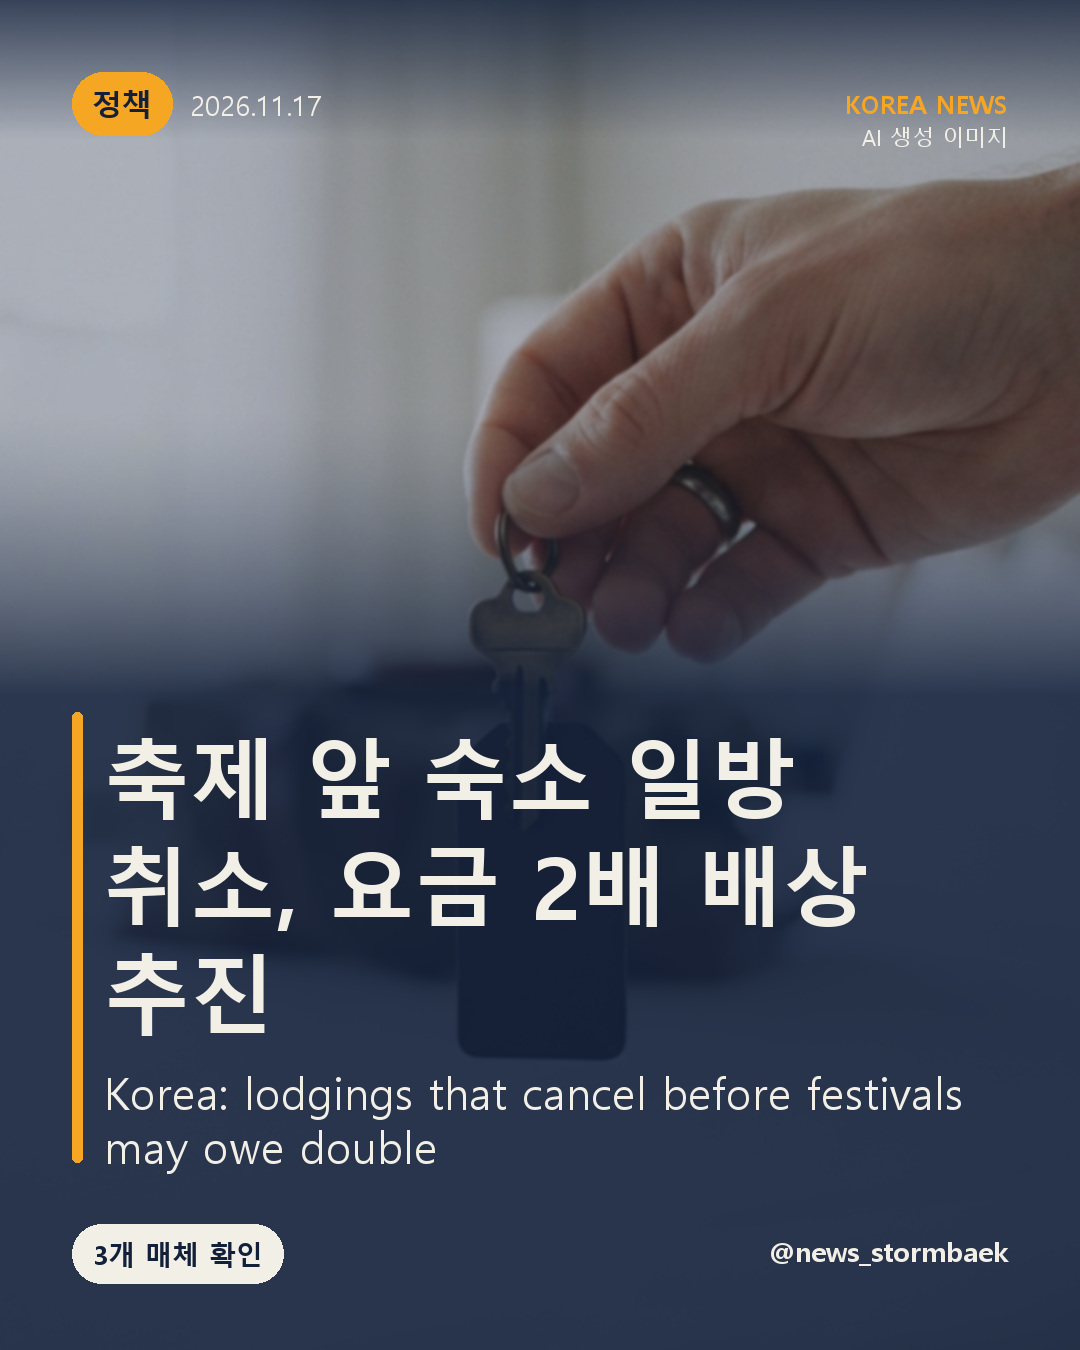 정책
2026.11.17
KOREA NEWS
AI 생성 이미지
축제 앞 숙소 일방
취소, 요금 2배 배상
추진
Korea: lodgings that cancel before festivals
may owe double
3개 매체 확인
@news_stormbaek